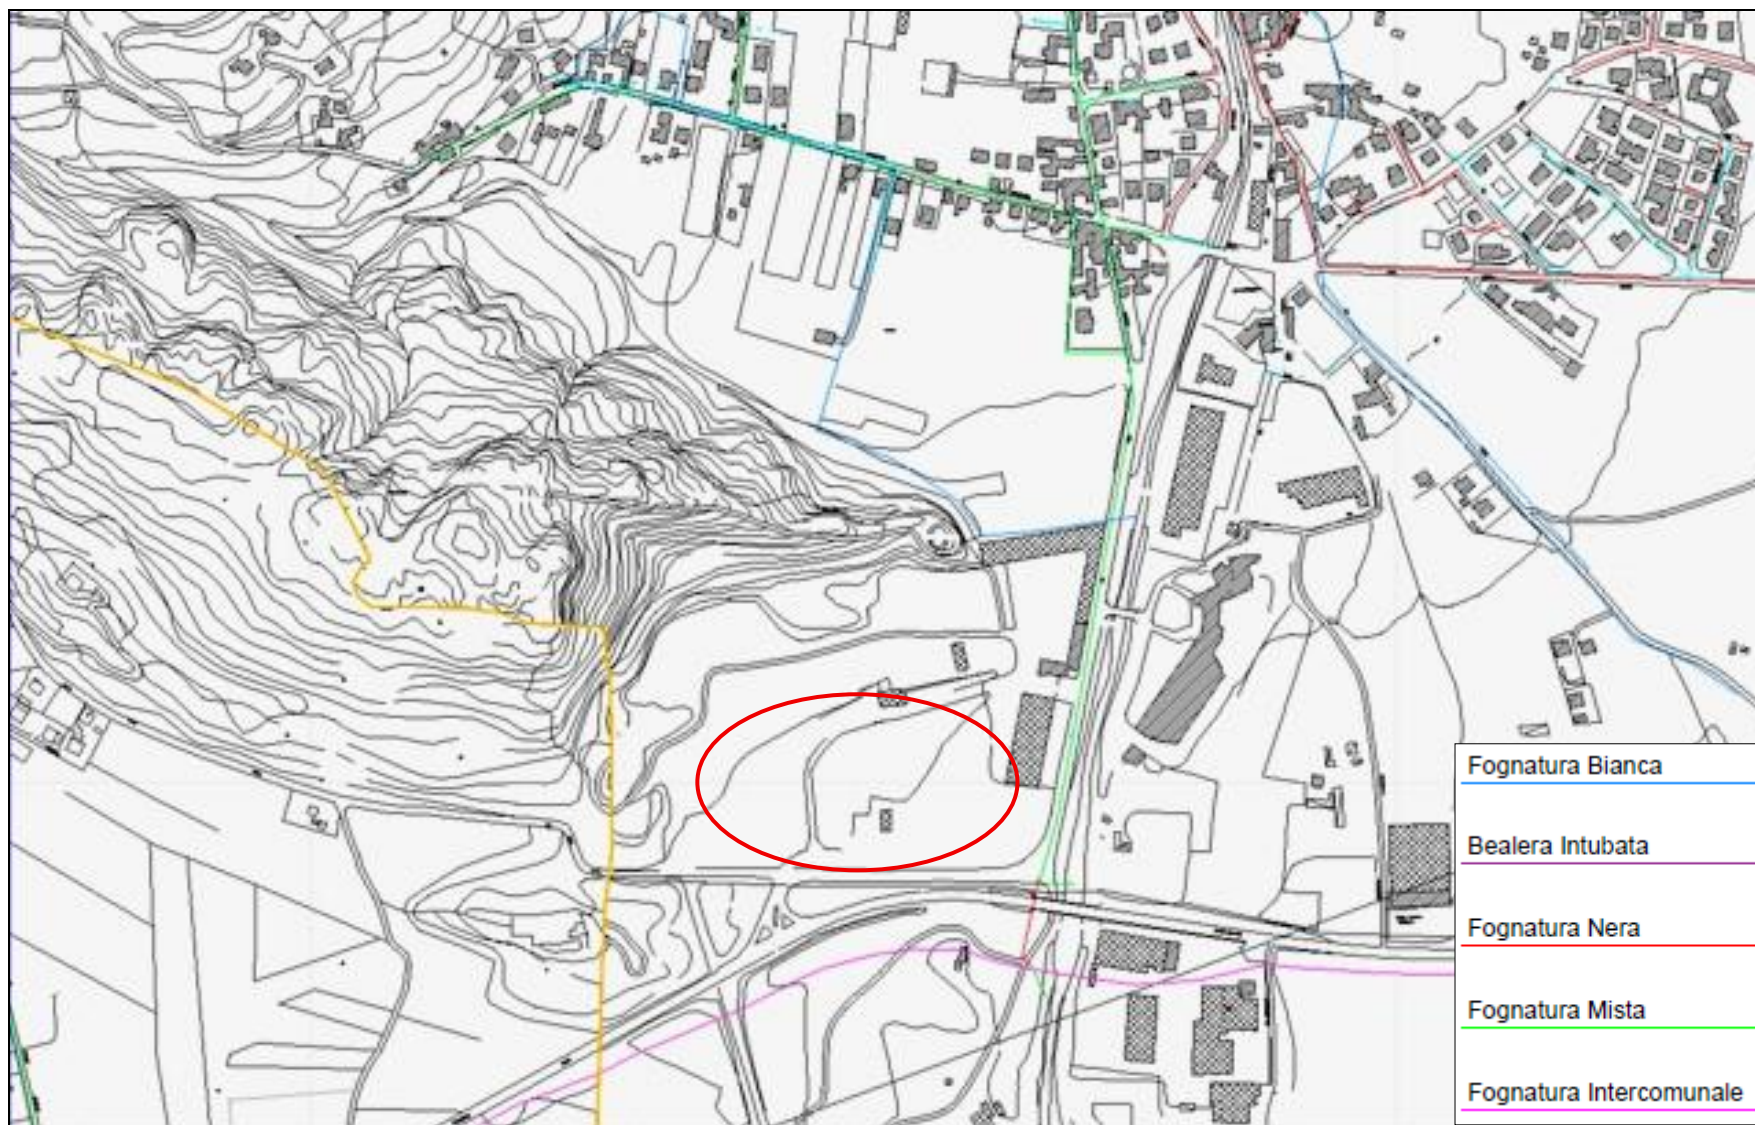 Fognatura Bianca
Bealera Intubata
Fognatura Nera
Fognatura Mista
Fognatura Intercomunale